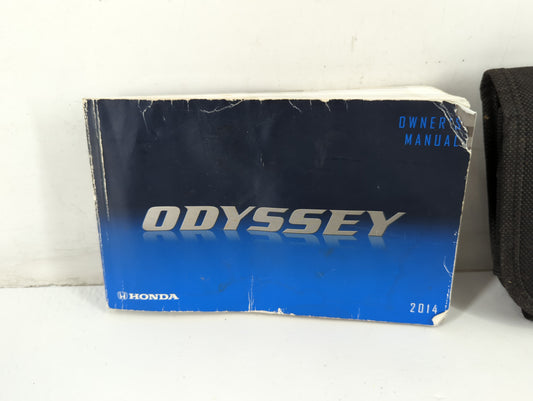 OWNER'S
MANUAL
ODYSSEY
HONDA
2014